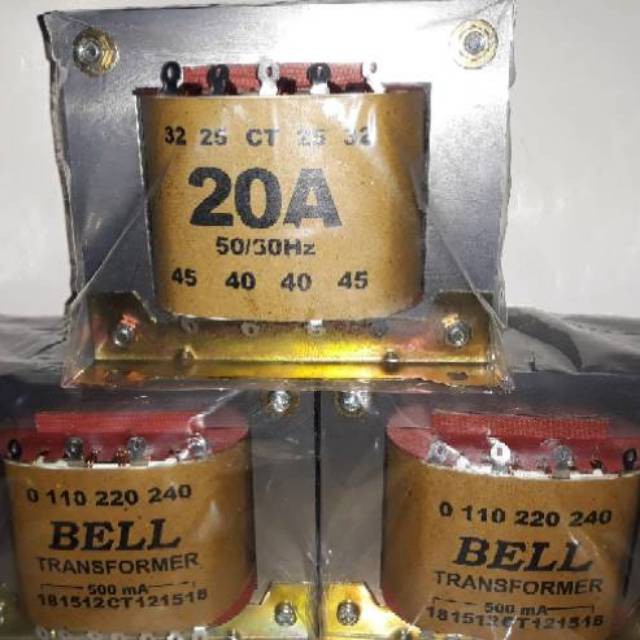 32 25 CT 25 32
20A
50/60Hz
45 40 40 45
0 110 220 240
BELL
TRANSFORMER
500 mA
181512CT121518
0 110 220 240
BELL
TRANSFORMER
500 mA
181512CT121518